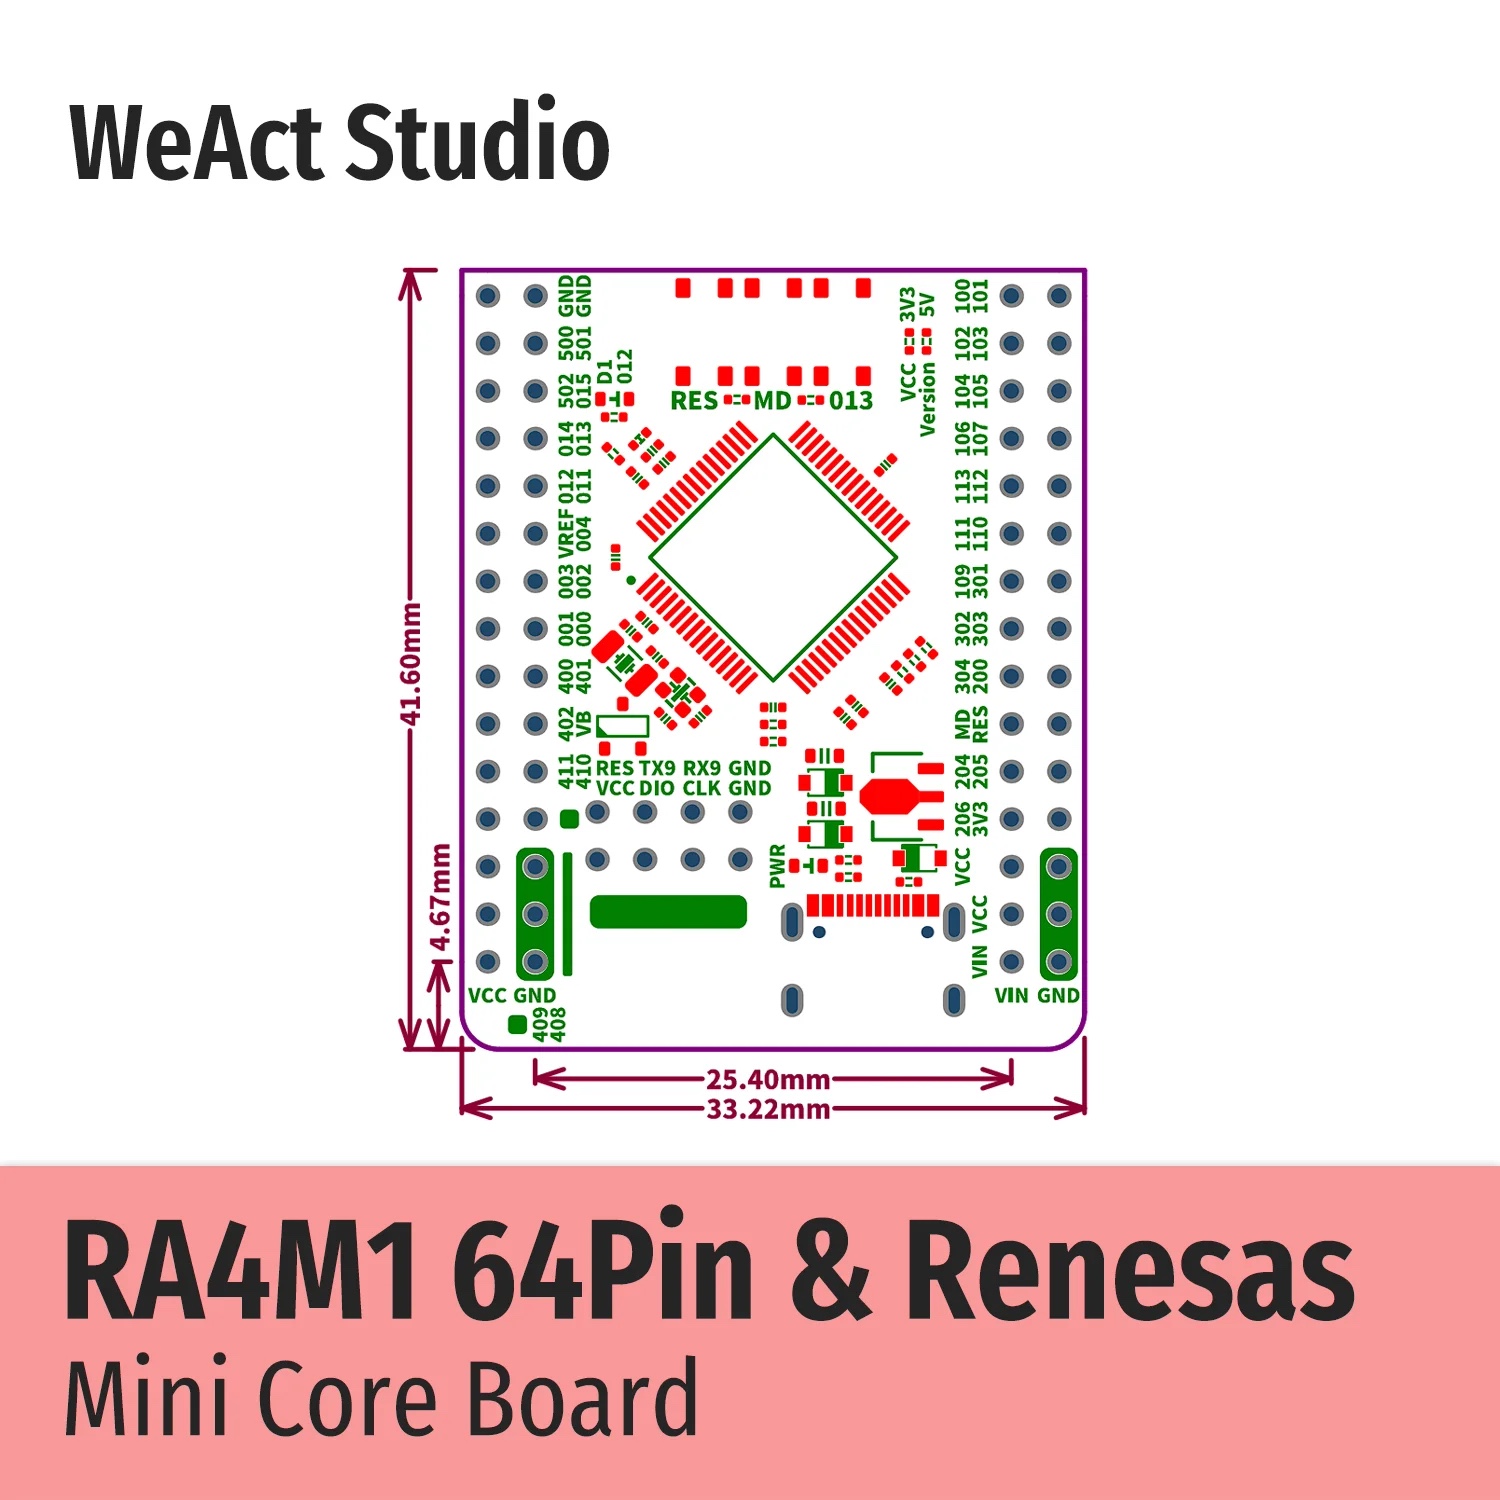 WeAct Studio
GND
GND
500
501
502
015
014
013
012
011
VREF
004
003
002
001
000
400
401
402
VB
411
410
D1
012
RES MD 013
3V3
5V
VCC
Version
100
101
102
103
104
105
106
107
113
112
111
110
109
301
302
303
304
200
MD
RES
204
205
206
3V3
VCC
VCC
VIN
RES TX9 RX9 GND
VCC DIO CLK GND
PWR
VCC GND
409
408
VIN GND
41.60mm
4.67mm
25.40mm
33.22mm
RA4M1 64Pin & Renesas
Mini Core Board